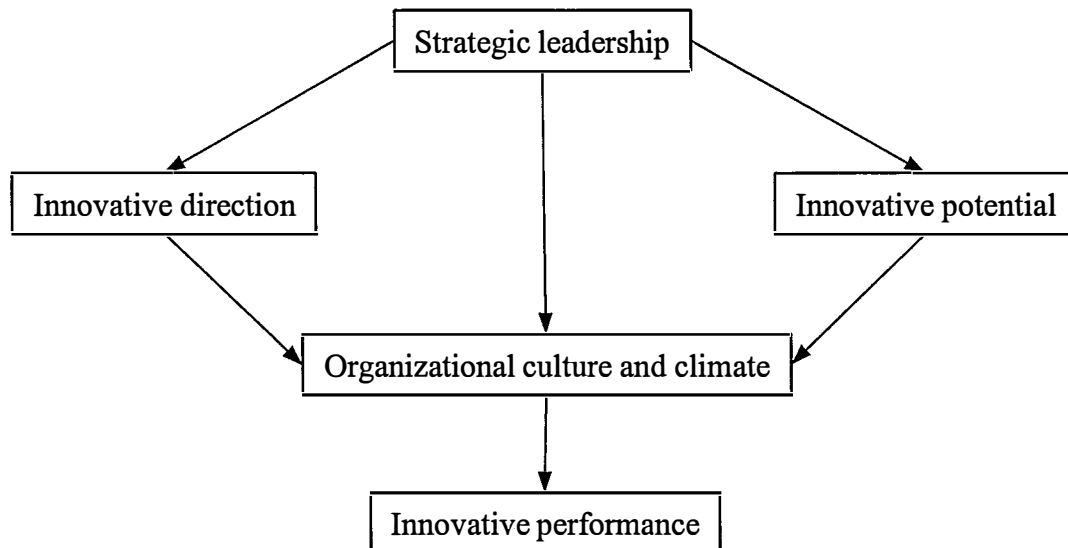 Strategic leadership
Innovative direction
Innovative potential
Organizational culture and climate
Innovative performance